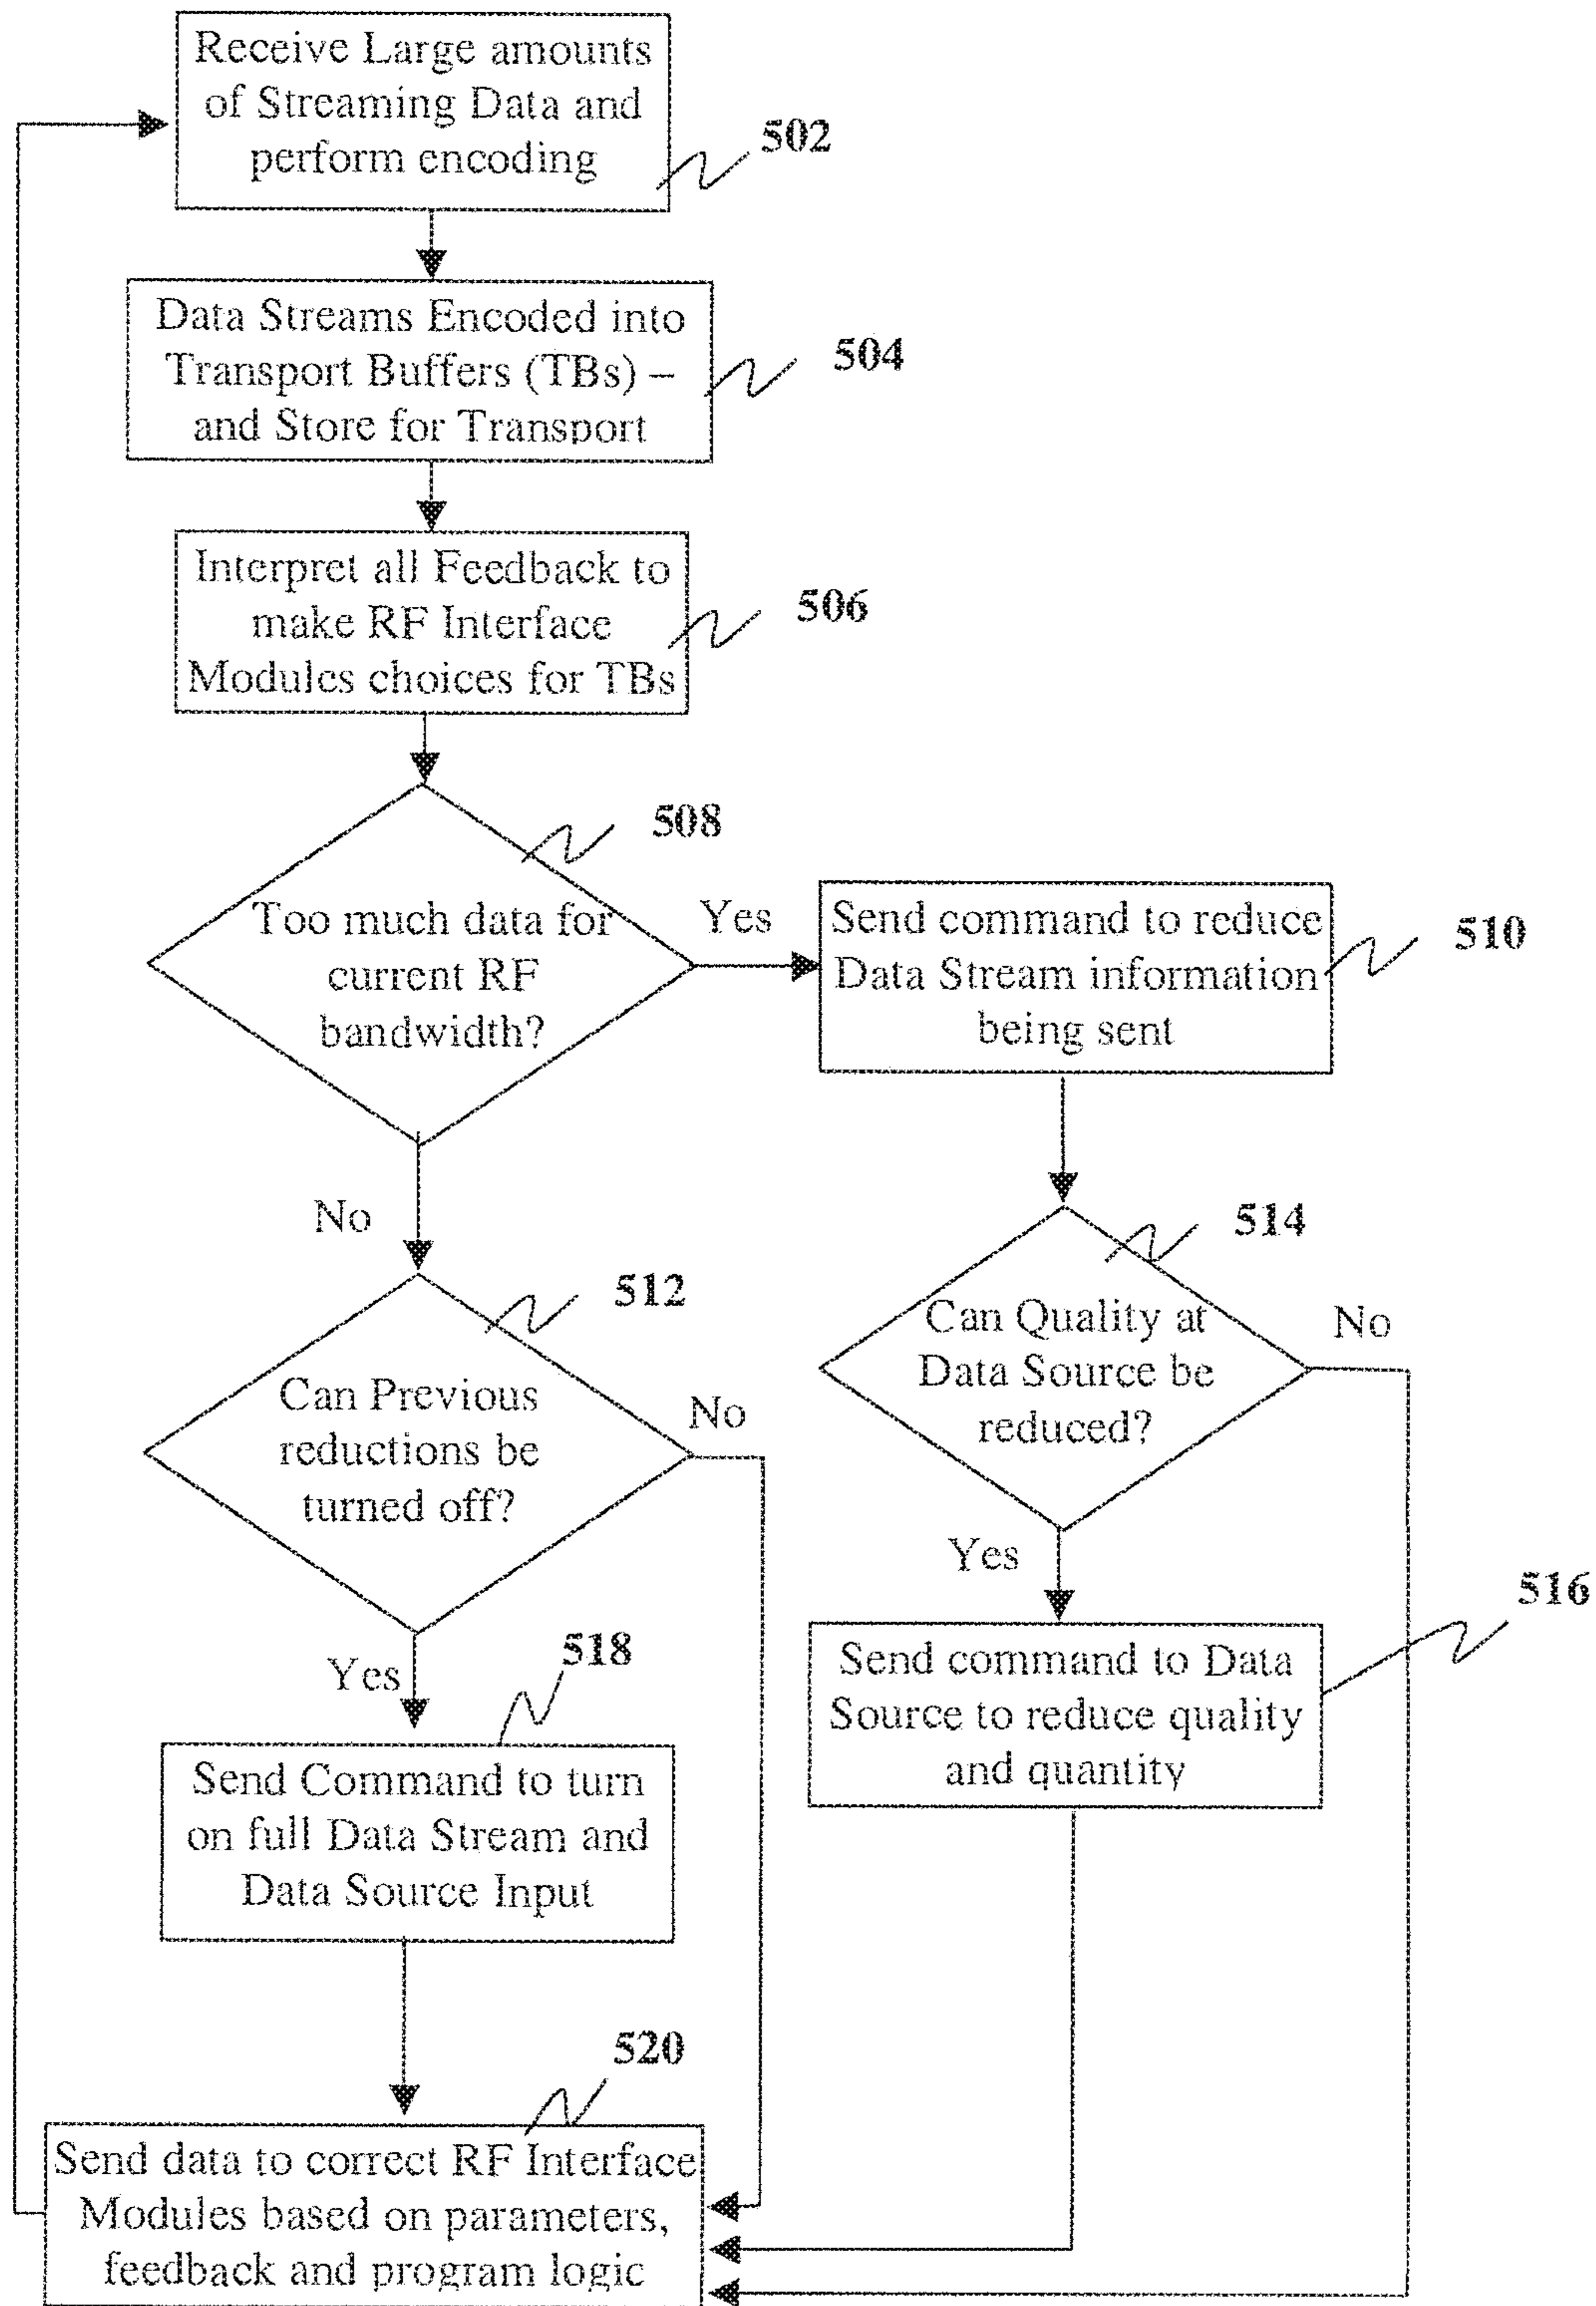 Receive Large amounts
of Streaming Data and
perform encoding
502
Data Streams Encoded into
Transport Buffers (TBs) –
and Store for Transport
504
Interpret all Feedback to
make RF Interface
Modules choices for TBs
506
508
Too much data for
current RF
bandwidth?
Yes
Send command to reduce
Data Stream information
being sent
510
No
512
Can Previous
reductions be
turned off?
No
514
Can Quality at
Data Source be
reduced?
No
Yes
516
Send command to Data
Source to reduce quality
and quantity
Yes
518
Send Command to turn
on full Data Stream and
Data Source Input
520
Send data to correct RF Interface
Modules based on parameters,
feedback and program logic